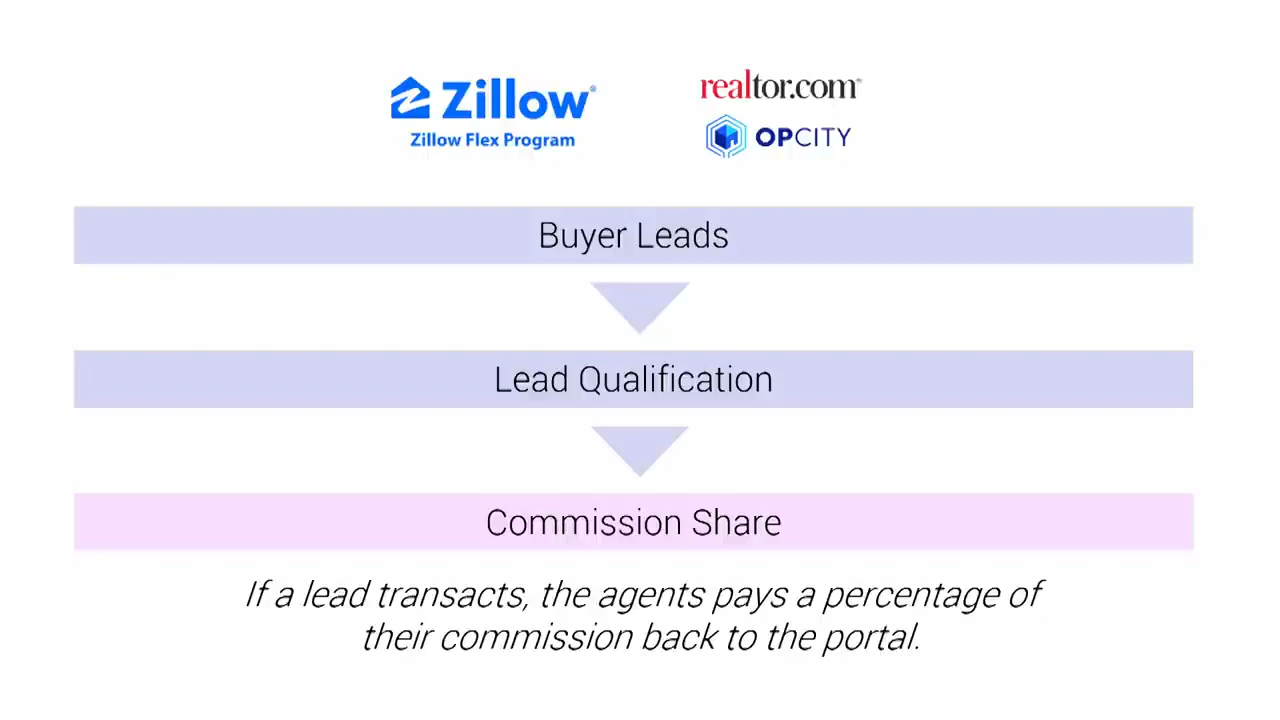 Zillow®
Zillow Flex Program
realtor.com®
OPCITY
Buyer Leads
Lead Qualification
Commission Share
If a lead transacts, the agents pays a percentage of
their commission back to the portal.